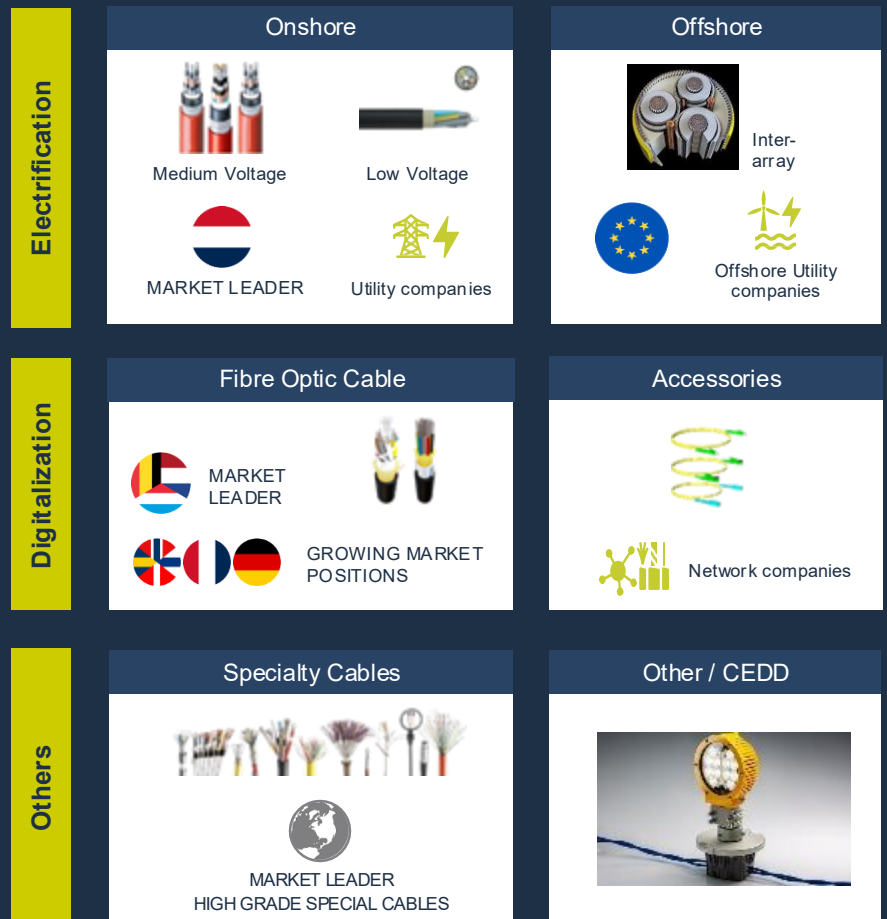 Electrification
Onshore
Medium Voltage
Low Voltage
MARKET LEADER
Utility companies
Offshore
Inter-
array
Offshore Utility
companies
Digitalization
Fibre Optic Cable
MARKET
LEADER
GROWING MARKET
POSITIONS
Accessories
Network companies
Others
Specialty Cables
MARKET LEADER
HIGH GRADE SPECIAL CABLES
Other / CEDD